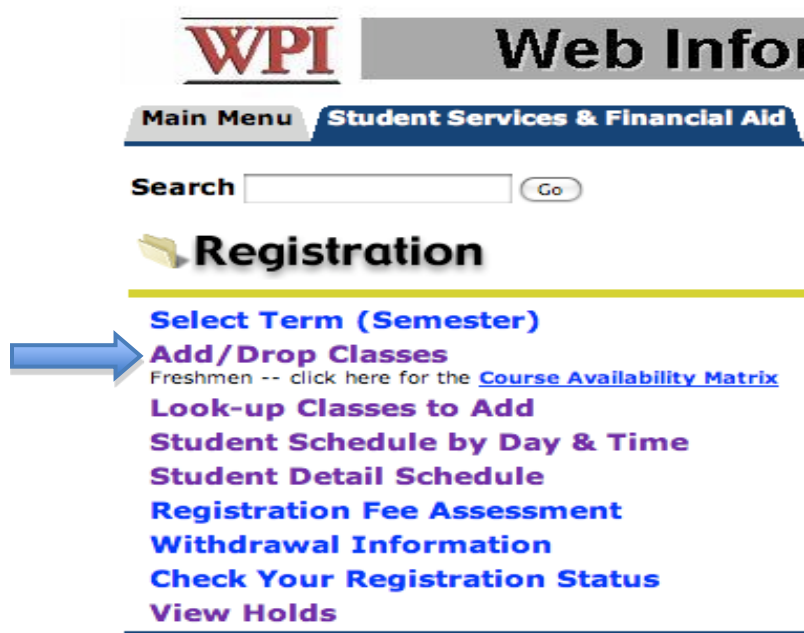 WPI
Web Infor
Main Menu Student Services & Financial Aid
Search Go
Registration
Select Term (Semester)
Add/Drop Classes
Freshmen -- click here for the Course Availability Matrix
Look-up Classes to Add
Student Schedule by Day & Time
Student Detail Schedule
Registration Fee Assessment
Withdrawal Information
Check Your Registration Status
View Holds